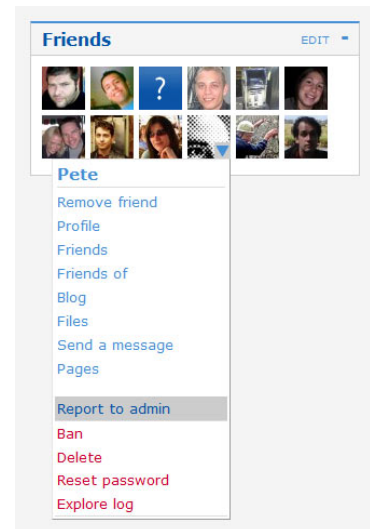 Friends EDIT -
?
Pete
Remove friend
Profile
Friends
Friends of
Blog
Files
Send a message
Pages
Report to admin
Ban
Delete
Reset password
Explore log